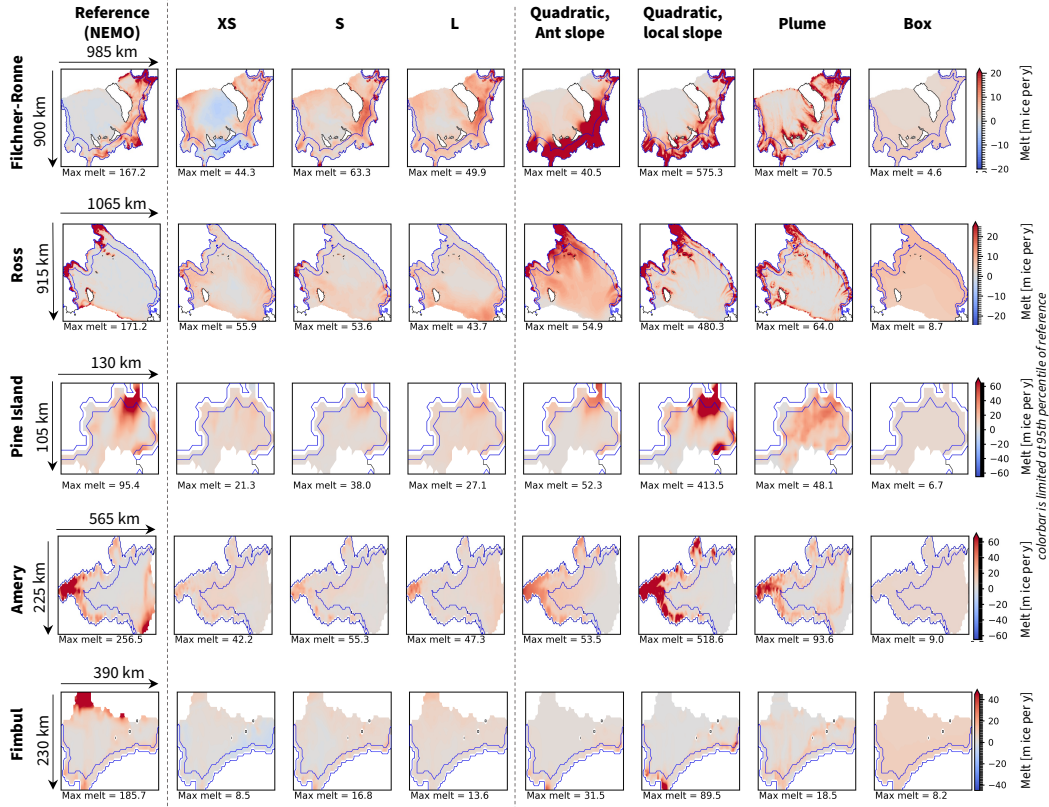 Reference
(NEMO)
XS
S
L
Quadratic,
Ant slope
Quadratic,
local slope
Plume
Box
Filchner-Ronne
985 km
900 km
Max melt = 167.2
Max melt = 44.3
Max melt = 63.3
Max melt = 49.9
Max melt = 40.5
Max melt = 575.3
Max melt = 70.5
Max melt = 4.6
20
10
0
−10
−20
Melt [m ice per y]
Ross
1065 km
915 km
Max melt = 171.2
Max melt = 55.9
Max melt = 53.6
Max melt = 43.7
Max melt = 54.9
Max melt = 480.3
Max melt = 64.0
Max melt = 8.7
20
10
0
−10
−20
Melt [m ice per y]
Pine Island
130 km
105 km
Max melt = 95.4
Max melt = 21.3
Max melt = 38.0
Max melt = 27.1
Max melt = 52.3
Max melt = 413.5
Max melt = 48.1
Max melt = 6.7
60
40
20
0
−20
−40
−60
Melt [m ice per y]
colorbar is limited at 95th percentile of reference
Amery
565 km
225 km
Max melt = 256.5
Max melt = 42.2
Max melt = 55.3
Max melt = 47.3
Max melt = 53.5
Max melt = 518.6
Max melt = 93.6
Max melt = 9.0
60
40
20
0
−20
−40
−60
Melt [m ice per y]
Fimbul
390 km
230 km
Max melt = 185.7
Max melt = 8.5
Max melt = 16.8
Max melt = 13.6
Max melt = 31.5
Max melt = 89.5
Max melt = 18.5
Max melt = 8.2
40
20
0
−20
−40
Melt [m ice per y]